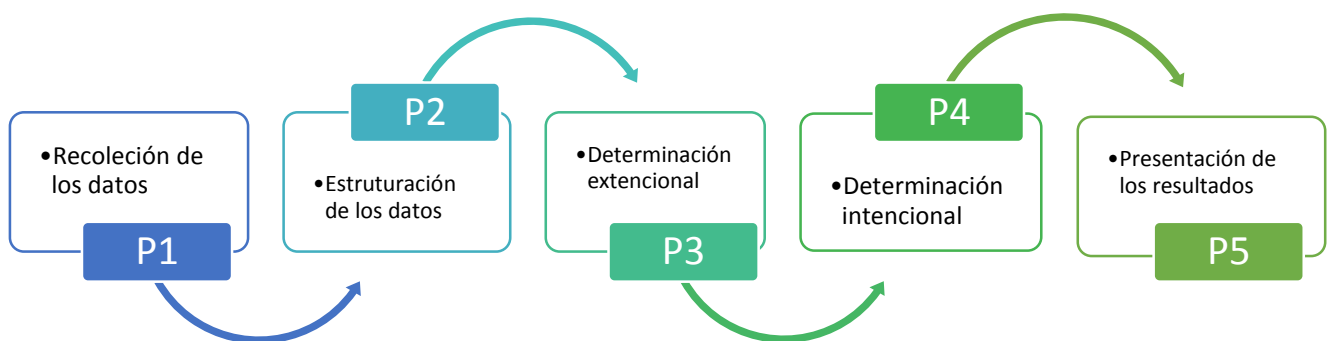 •Recoleción de
los datos
P1
P2
•Estruturación
de los datos
•Determinación
extencional
P3
P4
•Determinación
intencional
•Presentación de
los resultados
P5